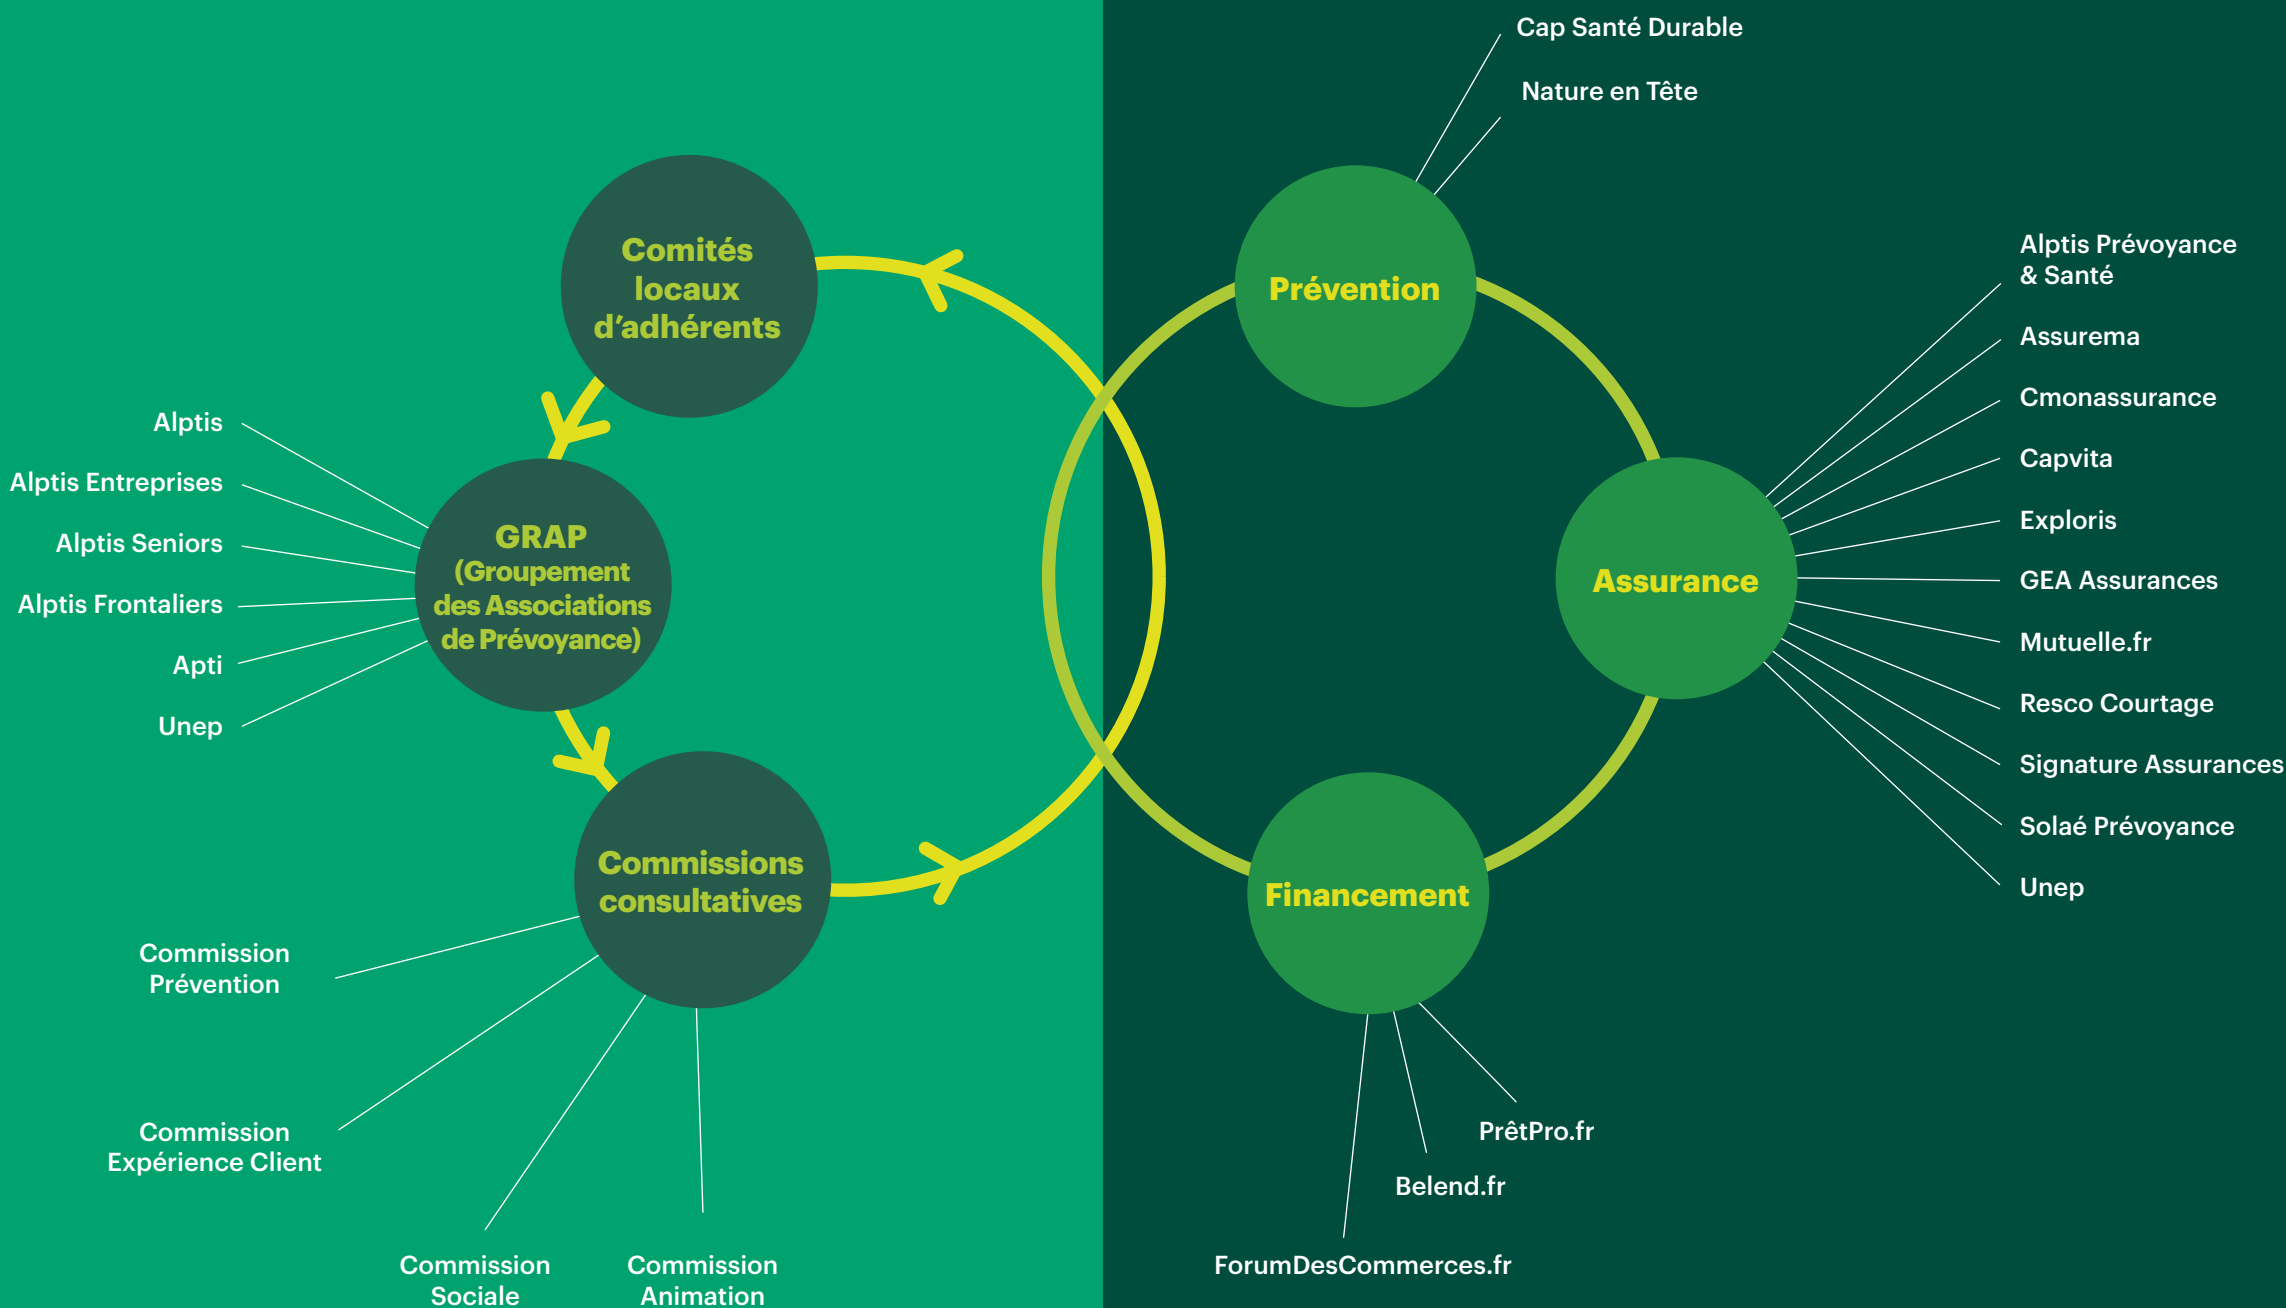 Comités
locaux
d’adhérents
GRAP
(Groupement
des Associations
de Prévoyance)
Alptis
Alptis Entreprises
Alptis Seniors
Alptis Frontaliers
Apti
Unep
Commissions
consultatives
Commission
Prévention
Commission
Expérience Client
Commission
Sociale
Commission
Animation
Cap Santé Durable
Nature en Tête
Prévention
Assurance
Alptis Prévoyance
& Santé
Assurema
Cmonassurance
Capvita
Exploris
GEA Assurances
Mutuelle.fr
Resco Courtage
Signature Assurances
Solaé Prévoyance
Unep
Financement
PrêtPro.fr
Belend.fr
ForumDesCommerces.fr